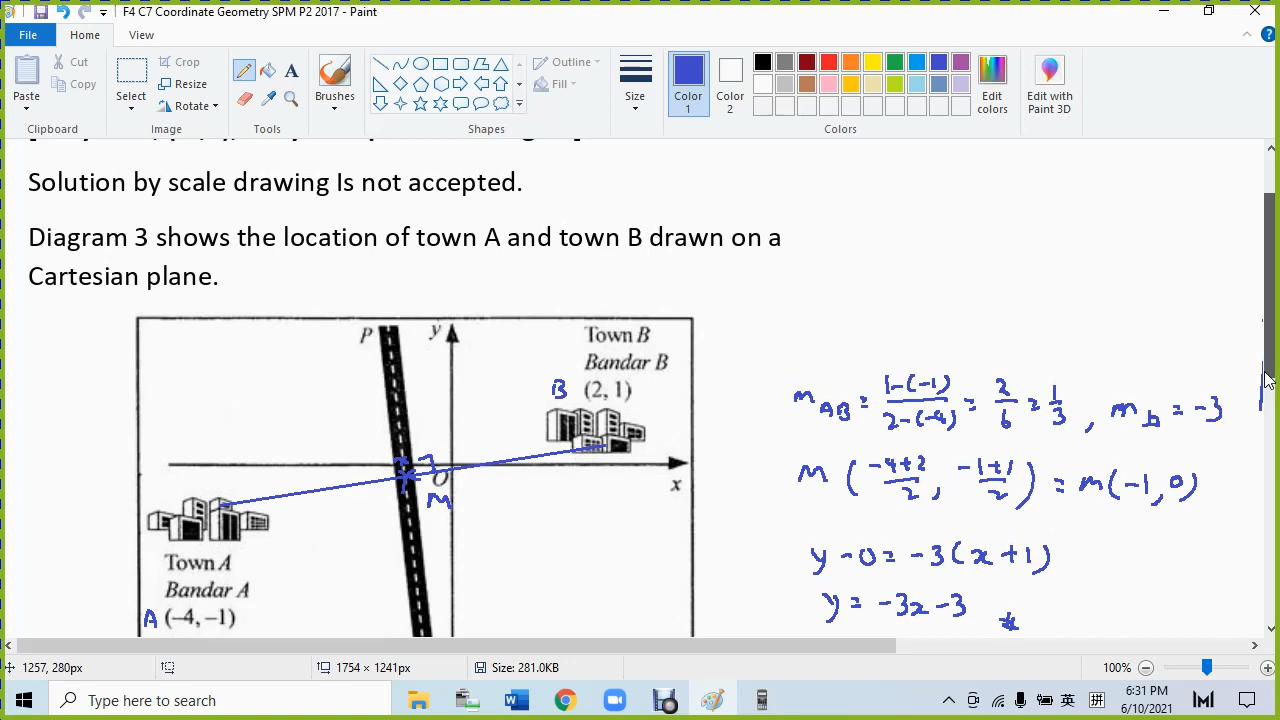 F4 C7 Coordinate Geometry SPM P2 2017 - Paint
File Home View
Paste Cut Copy Clipboard
Select Crop Resize Rotate Image
Tools
Brushes
Outline Fill Shapes
Size
Color 1 Color 2 Edit colors Colors
Edit with Paint 3D
Solution by scale drawing Is not accepted.
Diagram 3 shows the location of town A and town B drawn on a
Cartesian plane.
P y
Town B
Bandar B
B (2, 1)
O x
M
Town A
Bandar A
A (–4, –1)
m AB = 1-(-1) / 2-(-4) = 2/6 = 1/3 , m⊥ = -3
M ( -4+2 / 2 , -1+1 / 2 ) = M(-1, 0)
y - 0 = -3(x + 1)
y = -3x - 3
1257, 280px 1754 × 1241px Size: 281.0KB 100%
Type here to search
英 拼 6:31 PM
6/10/2021